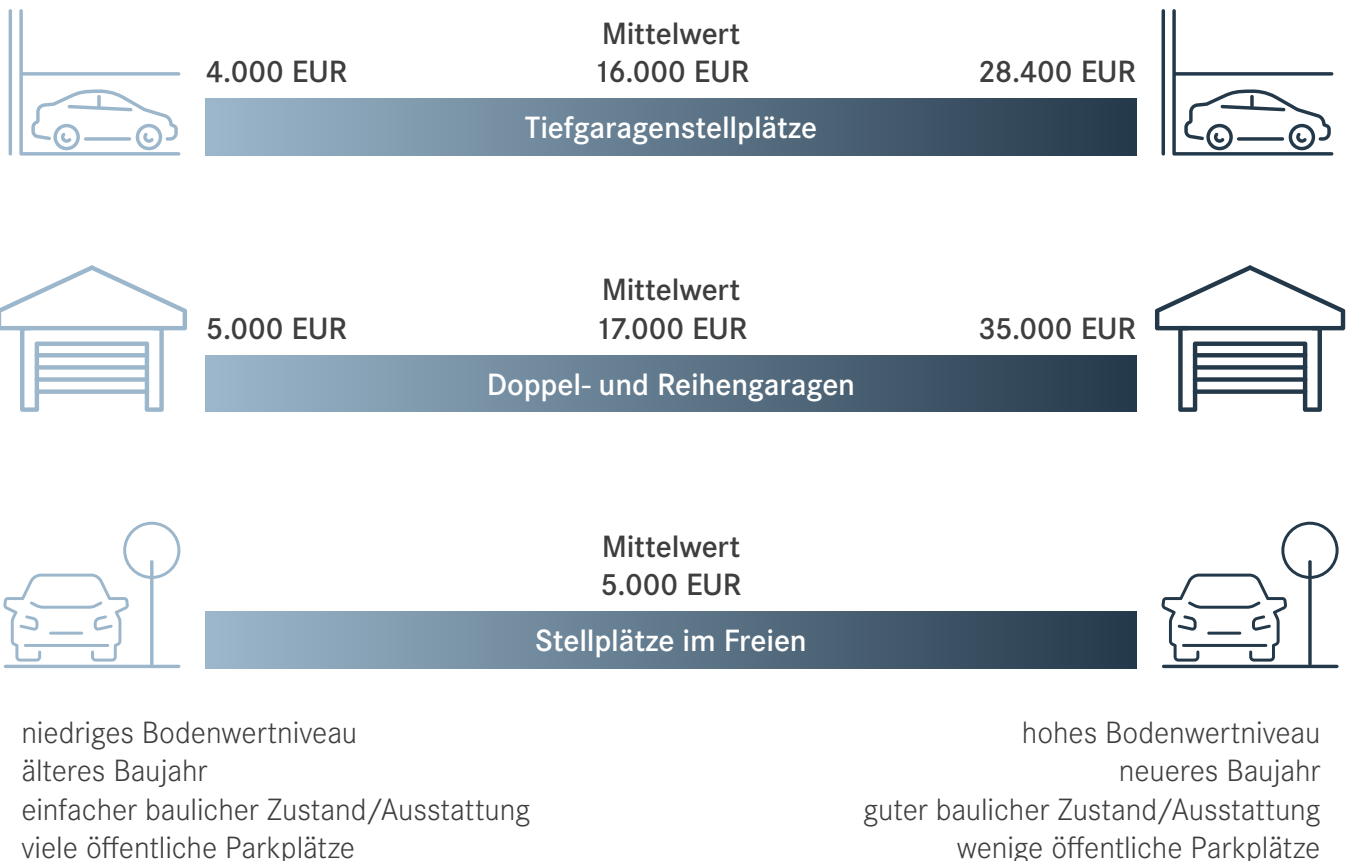 Mittelwert
4.000 EUR 16.000 EUR 28.400 EUR
Tiefgaragenstellplätze
Mittelwert
5.000 EUR 17.000 EUR 35.000 EUR
Doppel- und Reihengaragen
Mittelwert
5.000 EUR
Stellplätze im Freien
niedriges Bodenwertniveau
älteres Baujahr
einfacher baulicher Zustand/Ausstattung
viele öffentliche Parkplätze
hohes Bodenwertniveau
neueres Baujahr
guter baulicher Zustand/Ausstattung
wenige öffentliche Parkplätze